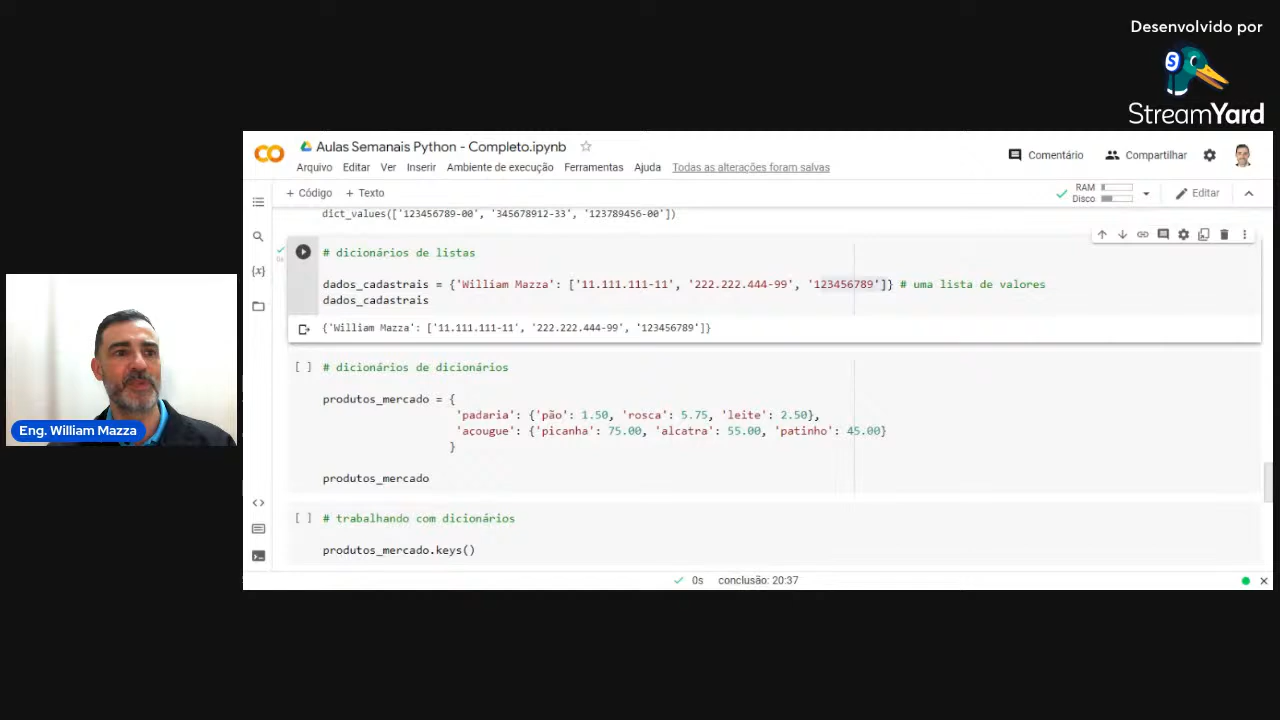 Desenvolvido por
StreamYard
Aulas Semanais Python - Completo.ipynb
Comentário
Compartilhar
Arquivo Editar Ver Inserir Ambiente de execução Ferramentas Ajuda Todas as alterações foram salvas
+ Código + Texto
RAM
Disco
Editar
dict_values(['123456789-00', '345678912-33', '123789456-00'])
# dicionários de listas
dados_cadastrais = {'William Mazza': ['11.111.111-11', '222.222.444-99', '123456789']} # uma lista de valores
dados_cadastrais
{'William Mazza': ['11.111.111-11', '222.222.444-99', '123456789']}
[ ] # dicionários de dicionários
produtos_mercado = {
'padaria': {'pão': 1.50, 'rosca': 5.75, 'leite': 2.50},
'açougue': {'picanha': 75.00, 'alcatra': 55.00, 'patinho': 45.00}
}
produtos_mercado
[ ] # trabalhando com dicionários
produtos_mercado.keys()
0s conclusão: 20:37
Eng. William Mazza